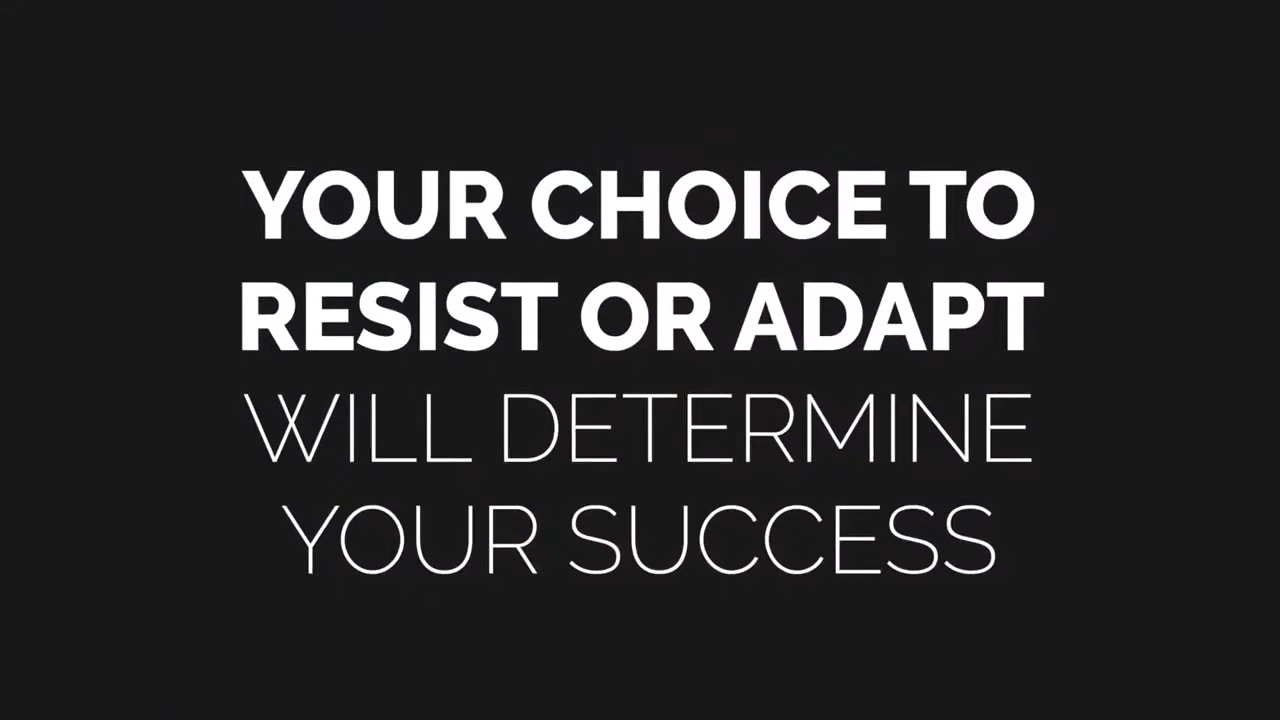 YOUR CHOICE TO
RESIST OR ADAPT
WILL DETERMINE
YOUR SUCCESS